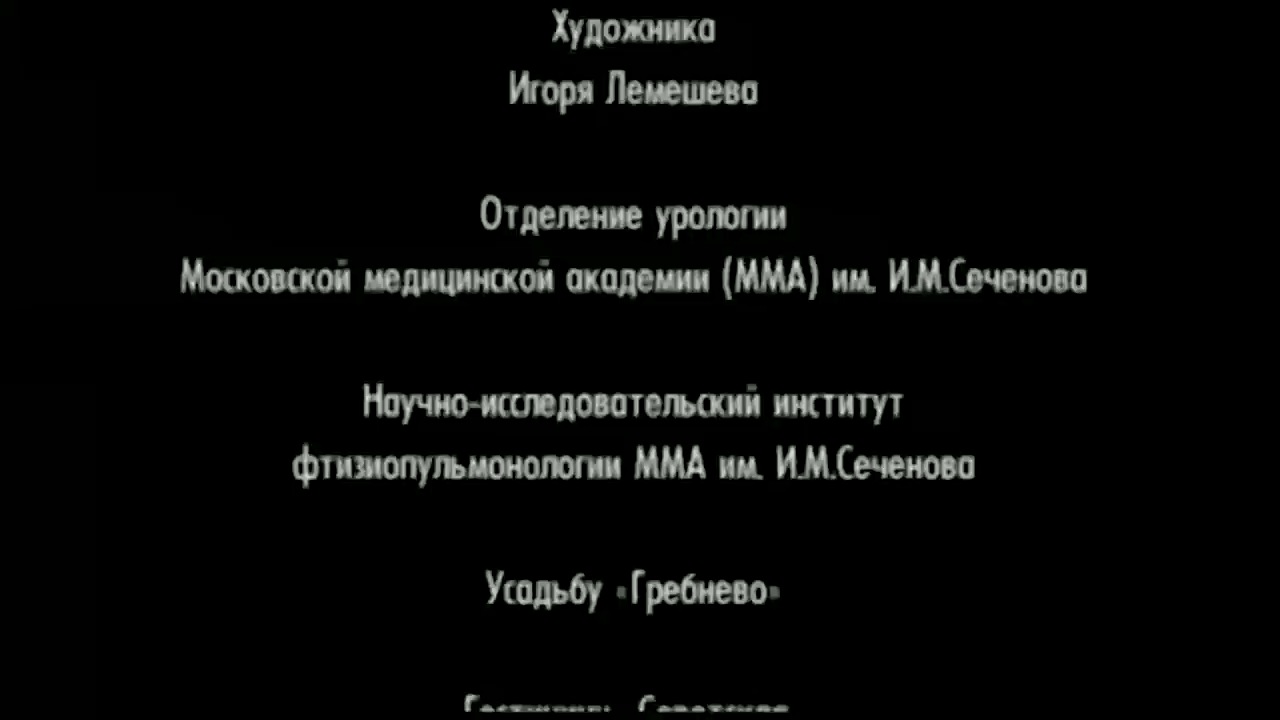 Художника
Игоря Лемешева
Отделение урологии
Московской медицинской академии (ММА) им. И.М.Сеченова
Научно-исследовательский институт
фтизиопульмонологии ММА им. И.М.Сеченова
Усадьбу «Гребнево»